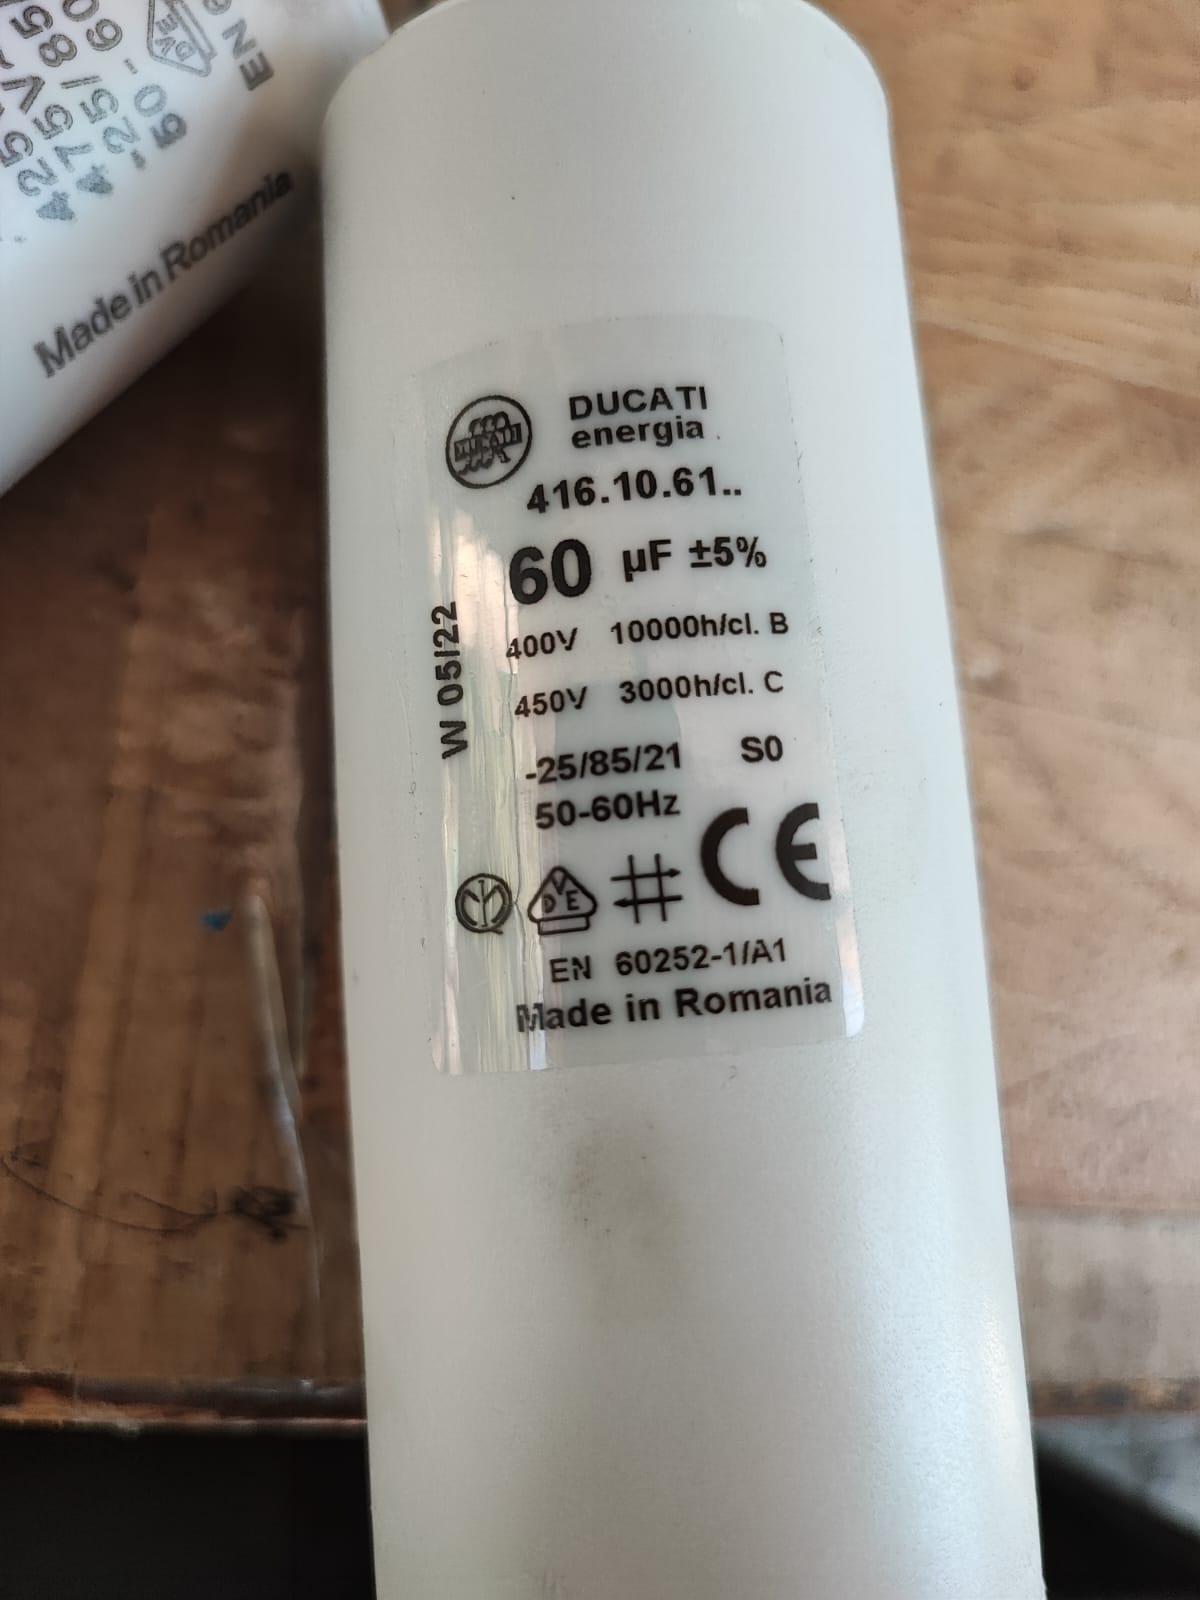 Made in Romania
DUCATI
energia
416.10.61..
60 µF ±5%
400V 10000h/cl. B
450V 3000h/cl. C
-25/85/21 S0
50-60Hz
W 05/22
DVE
CE
EN 60252-1/A1
Made in Romania